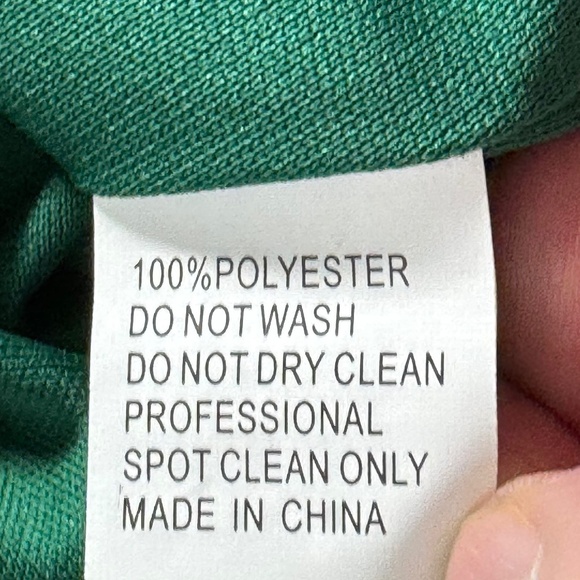 100%POLYESTER
DO NOT WASH
DO NOT DRY CLEAN
PROFESSIONAL
SPOT CLEAN ONLY
MADE IN CHINA